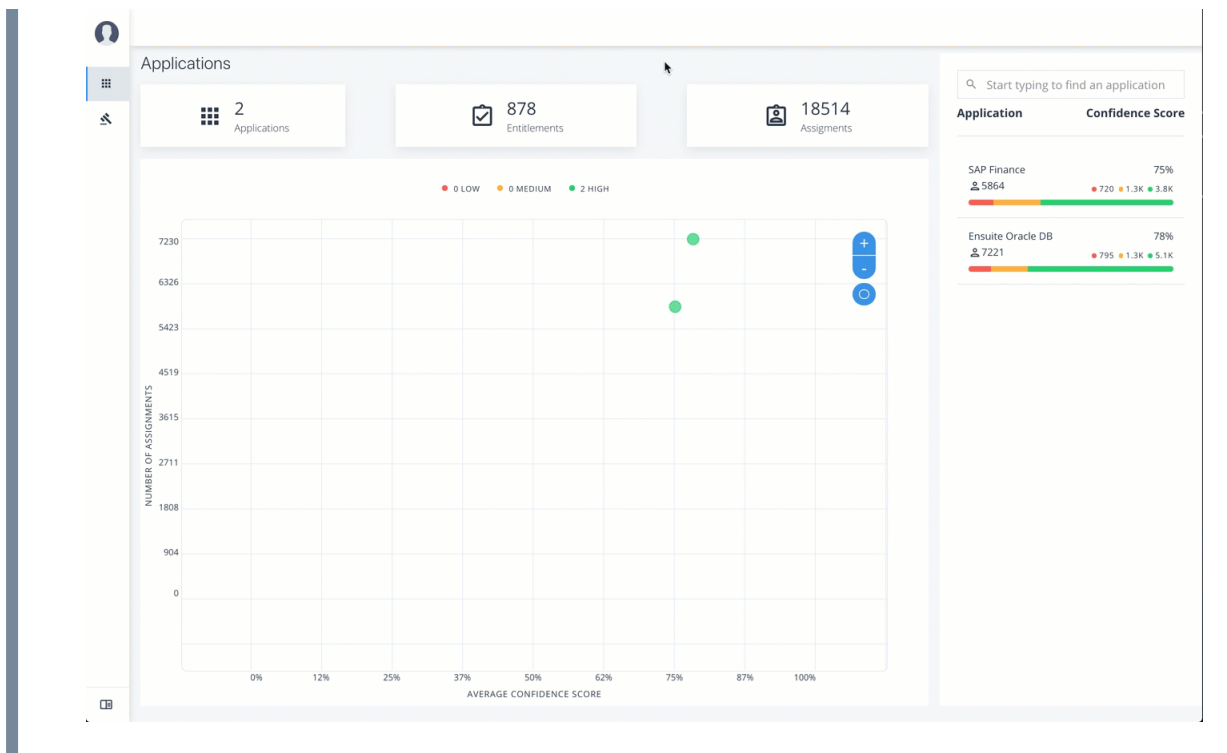 Applications
2
Applications
878
Entitlements
18514
Assigments
0 LOW 0 MEDIUM 2 HIGH
7230
6326
5423
4519
3615
2711
1808
904
0
NUMBER OF ASSIGNMENTS
0% 12% 25% 37% 50% 62% 75% 87% 100%
AVERAGE CONFIDENCE SCORE
+
-
Start typing to find an application
Application Confidence Score
SAP Finance 75%
5864 720 1.3K 3.8K
Ensuite Oracle DB 78%
7221 795 1.3K 5.1K